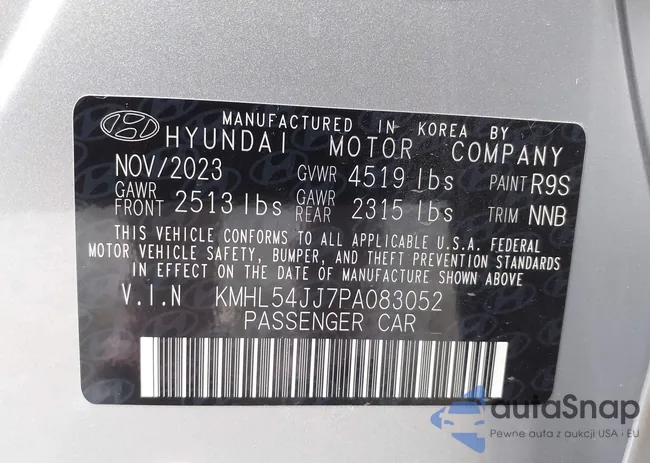 MANUFACTURED IN KOREA BY
HYUNDAI MOTOR COMPANY
NOV/2023 GVWR 4519 lbs PAINT R9S
GAWR FRONT 2513 lbs GAWR REAR 2315 lbs TRIM NNB
THIS VEHICLE CONFORMS TO ALL APPLICABLE U.S.A. FEDERAL
MOTOR VEHICLE SAFETY, BUMPER, AND THEFT PREVENTION STANDARDS
IN EFFECT ON THE DATE OF MANUFACTURE SHOWN ABOVE
V.I.N KMHL54JJ7PA083052
PASSENGER CAR
autaSnap
Pewne auta z aukcji USA i EU